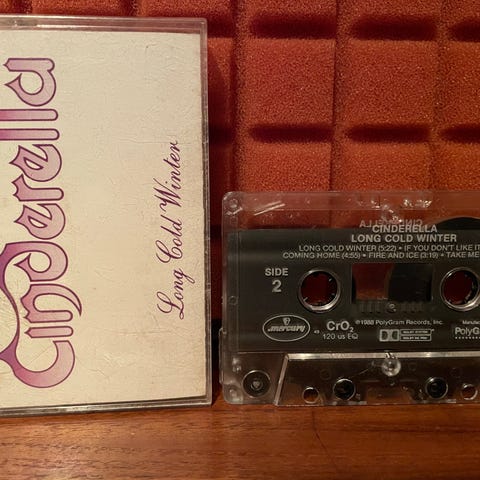 Cinderella
Long Cold Winter
CINDERELLA
LONG COLD WINTER
LONG COLD WINTER (5:22) • IF YOU DON'T LIKE IT
COMING HOME (4:55) • FIRE AND ICE (3:19) • TAKE ME
SIDE
2
mercury
CrO₂
120 us EQ
©1988 PolyGram Records, Inc.
DOLBY SYSTEM